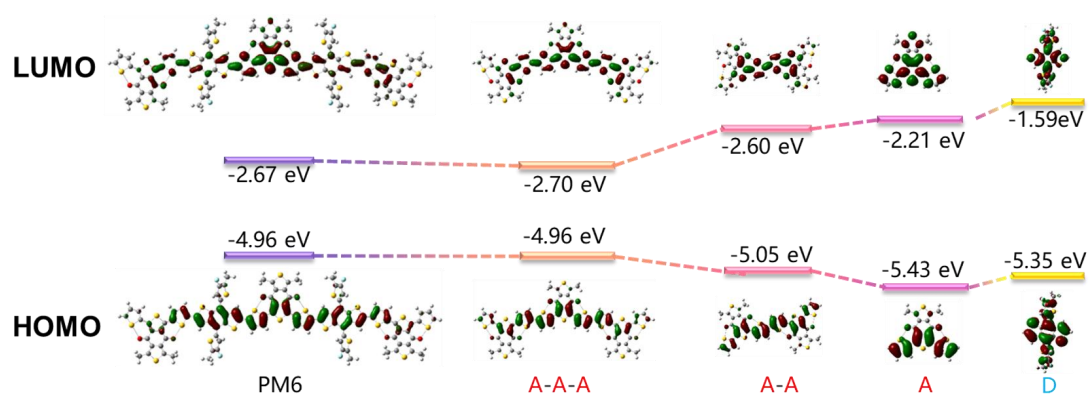 LUMO
-2.67 eV
-2.70 eV
-2.60 eV
-2.21 eV
-1.59eV
-4.96 eV
-4.96 eV
-5.05 eV
-5.43 eV
-5.35 eV
HOMO
PM6
A-A-A
A-A
A
D